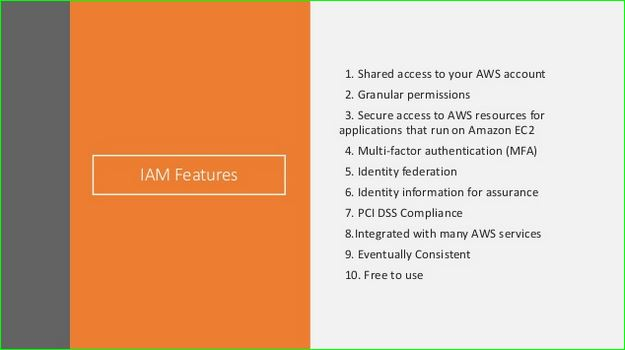 IAM Features
1. Shared access to your AWS account
2. Granular permissions
3. Secure access to AWS resources for
applications that run on Amazon EC2
4. Multi-factor authentication (MFA)
5. Identity federation
6. Identity information for assurance
7. PCI DSS Compliance
8.Integrated with many AWS services
9. Eventually Consistent
10. Free to use